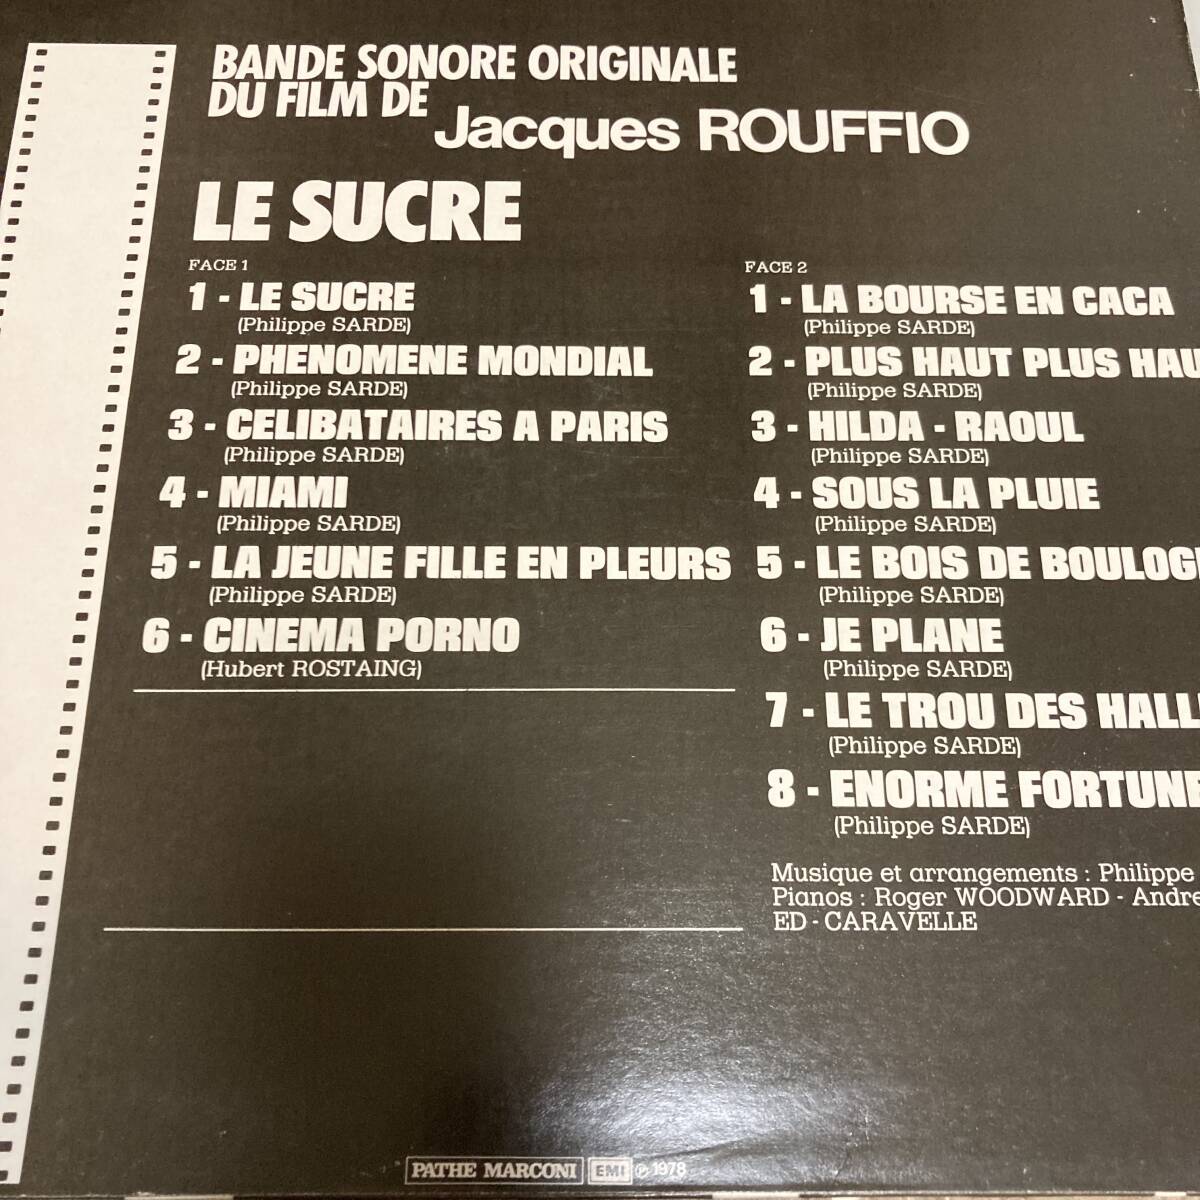 BANDE SONORE ORIGINALE
DU FILM DE
Jacques ROUFFIO
LE SUCRE
FACE 1
1 - LE SUCRE
(Philippe SARDE)
2 - PHENOMENE MONDIAL
(Philippe SARDE)
3 - CELIBATAIRES A PARIS
(Philippe SARDE)
4 - MIAMI
(Philippe SARDE)
5 - LA JEUNE FILLE EN PLEURS
(Philippe SARDE)
6 - CINEMA PORNO
(Hubert ROSTAING)
FACE 2
1 - LA BOURSE EN CACA
(Philippe SARDE)
2 - PLUS HAUT PLUS HAU
(Philippe SARDE)
3 - HILDA - RAOUL
(Philippe SARDE)
4 - SOUS LA PLUIE
(Philippe SARDE)
5 - LE BOIS DE BOULOG
(Philippe SARDE)
6 - JE PLANE
(Philippe SARDE)
7 - LE TROU DES HALL
(Philippe SARDE)
8 - ENORME FORTUNE
(Philippe SARDE)
Musique et arrangements : Philippe
Pianos : Roger WOODWARD - Andre
ED - CARAVELLE
PATHE MARCONI EMI ℗ 1978